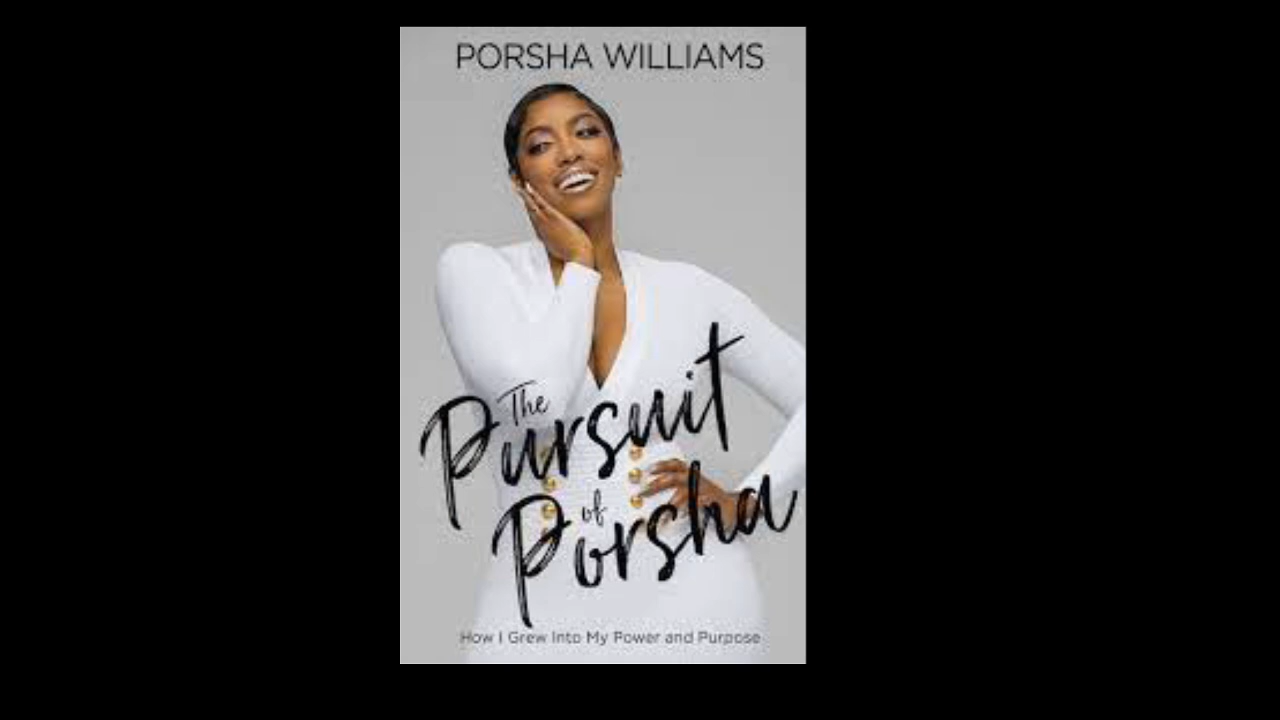 PORSHA WILLIAMS
The
Pursuit
of
Porsha
How I Grew Into My Power and Purpose